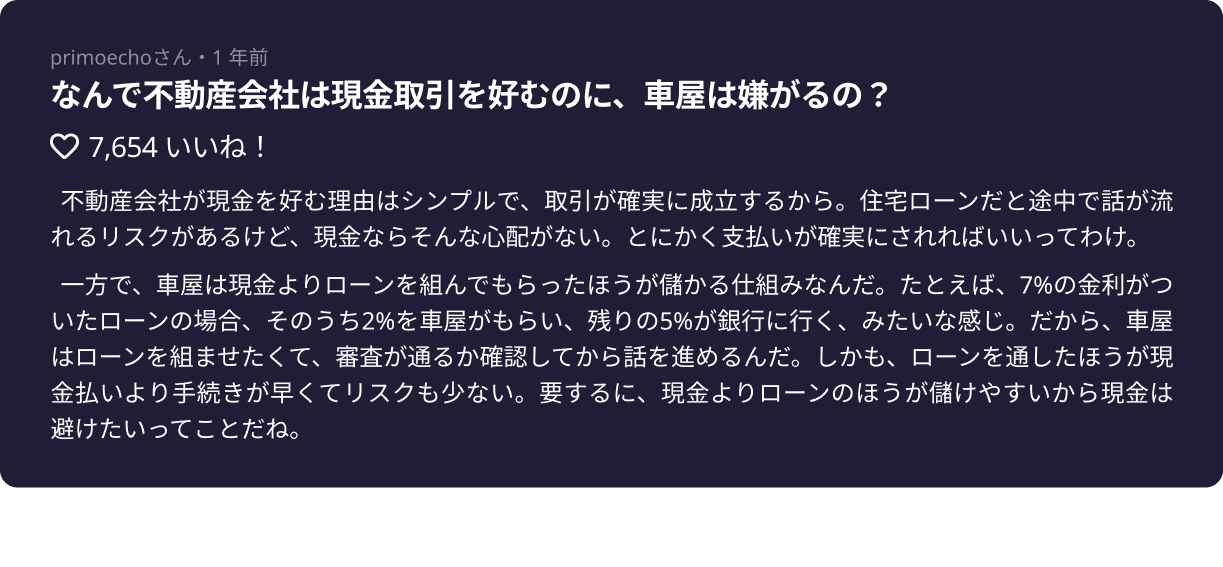 primoechoさん・1 年前
なんで不動産会社は現金取引を好むのに、車屋は嫌がるの？
7,654 いいね！
不動産会社が現金を好む理由はシンプルで、取引が確実に成立するから。住宅ローンだと途中で話が流
れるリスクがあるけど、現金ならそんな心配がない。とにかく支払いが確実にされればいいってわけ。
一方で、車屋は現金よりローンを組んでもらったほうが儲かる仕組みなんだ。たとえば、7%の金利がつ
いたローンの場合、そのうち2%を車屋がもらい、残りの5%が銀行に行く、みたいな感じ。だから、車屋
はローンを組ませたくて、審査が通るか確認してから話を進めるんだ。しかも、ローンを通したほうが現
金払いより手続きが早くてリスクも少ない。要するに、現金よりローンのほうが儲けやすいから現金は
避けたいってことだね。